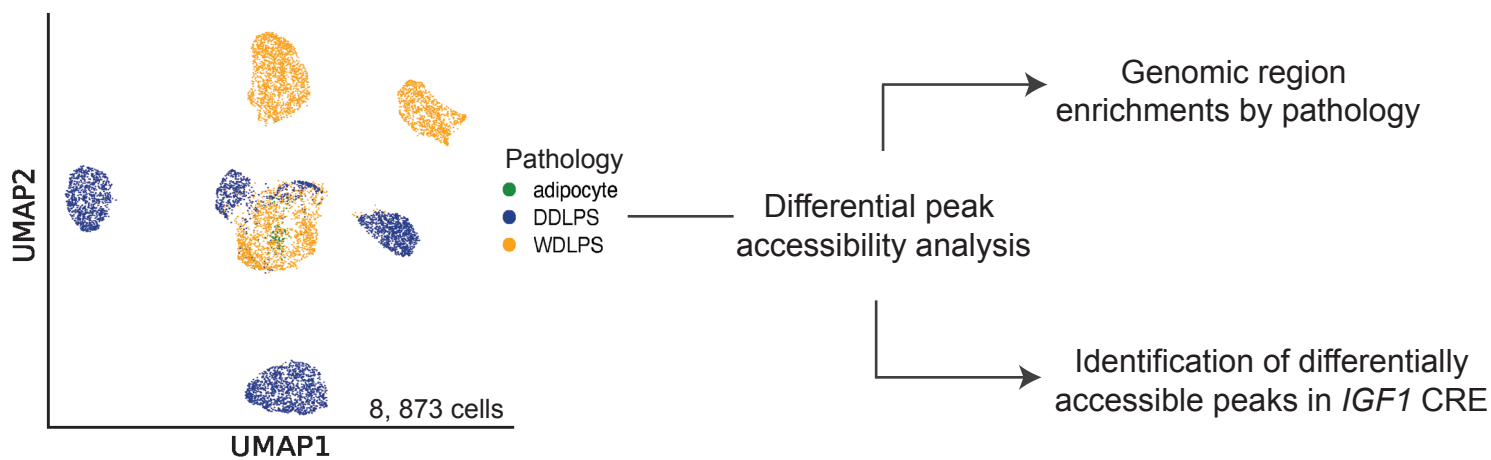 UMAP2
UMAP1
8, 873 cells
Pathology
adipocyte
DDLPS
WDLPS
Differential peak
accessibility analysis
Genomic region
enrichments by pathology
Identification of differentially
accessible peaks in IGF1 CRE